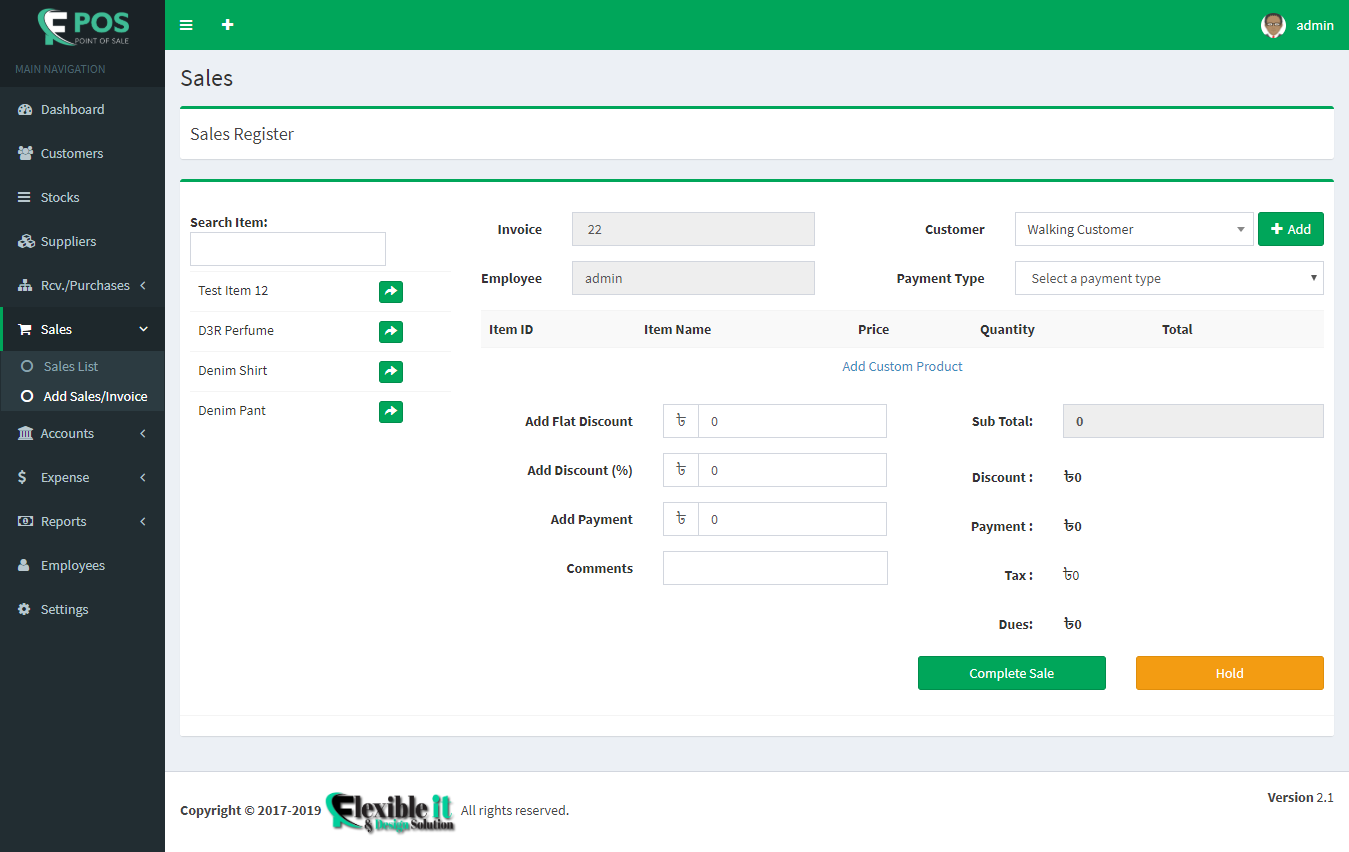 POS
POINT OF SALE
admin
MAIN NAVIGATION
Dashboard
Customers
Stocks
Suppliers
Rcv./Purchases
Sales
Sales List
Add Sales/Invoice
Accounts
Expense
Reports
Employees
Settings
Sales
Sales Register
Search Item:
Test Item 12
D3R Perfume
Denim Shirt
Denim Pant
Invoice 22
Customer Walking Customer Add
Employee admin
Payment Type Select a payment type
Item ID Item Name Price Quantity Total
Add Custom Product
Add Flat Discount ৳ 0
Add Discount (%) ৳ 0
Add Payment ৳ 0
Comments
Sub Total: 0
Discount : ৳0
Payment : ৳0
Tax : ৳0
Dues: ৳0
Complete Sale Hold
Copyright © 2017-2019 Flexible it & Design Solution All rights reserved.
Version 2.1